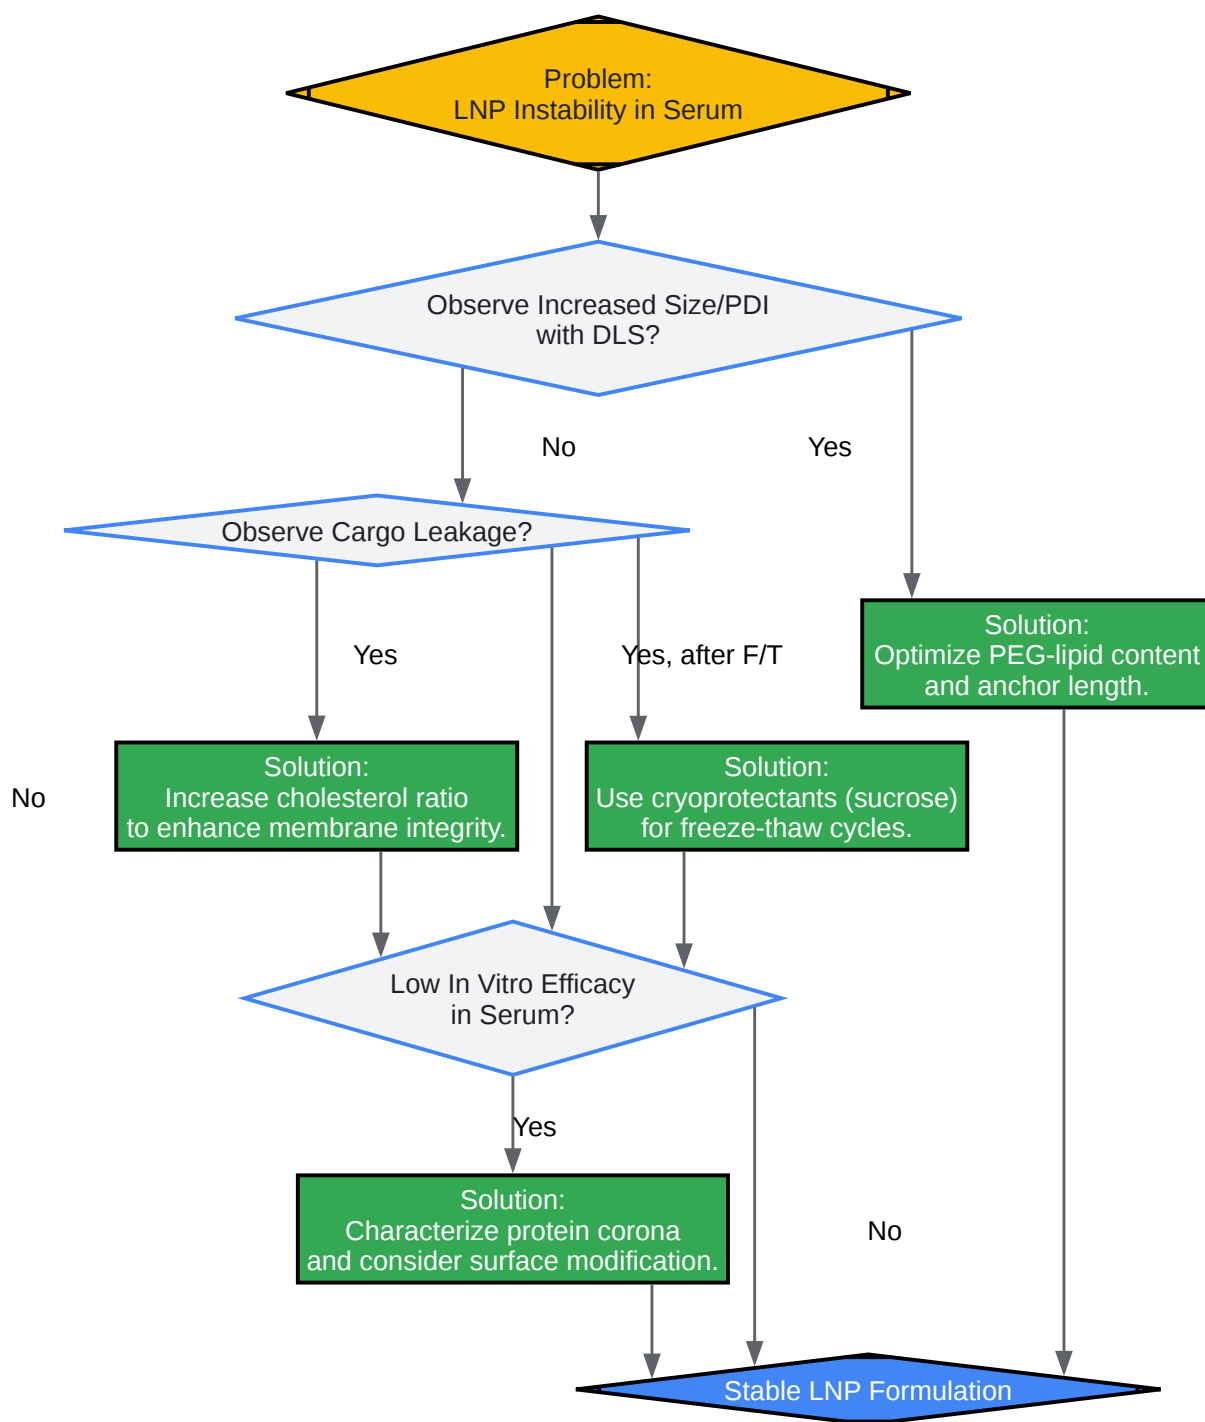 Problem:
LNP Instability in Serum
Observe Increased Size/PDI
with DLS?
No
Yes
Observe Cargo Leakage?
Yes
Yes, after F/T
Solution:
Optimize PEG-lipid content
and anchor length.
No
Solution:
Increase cholesterol ratio
to enhance membrane integrity.
Solution:
Use cryoprotectants (sucrose)
for freeze-thaw cycles.
Low In Vitro Efficacy
in Serum?
Yes
Solution:
Characterize protein corona
and consider surface modification.
No
Stable LNP Formulation